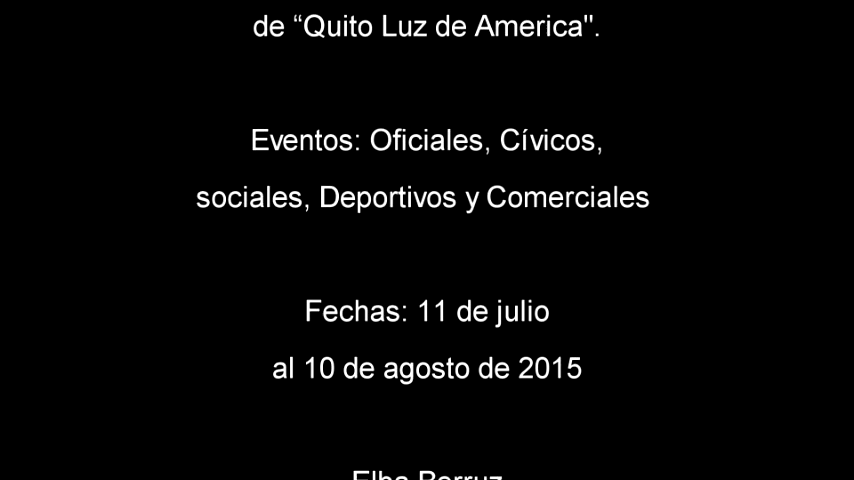 de “Quito Luz de America".
Eventos: Oficiales, Cívicos,
sociales, Deportivos y Comerciales
Fechas: 11 de julio
al 10 de agosto de 2015
Elba